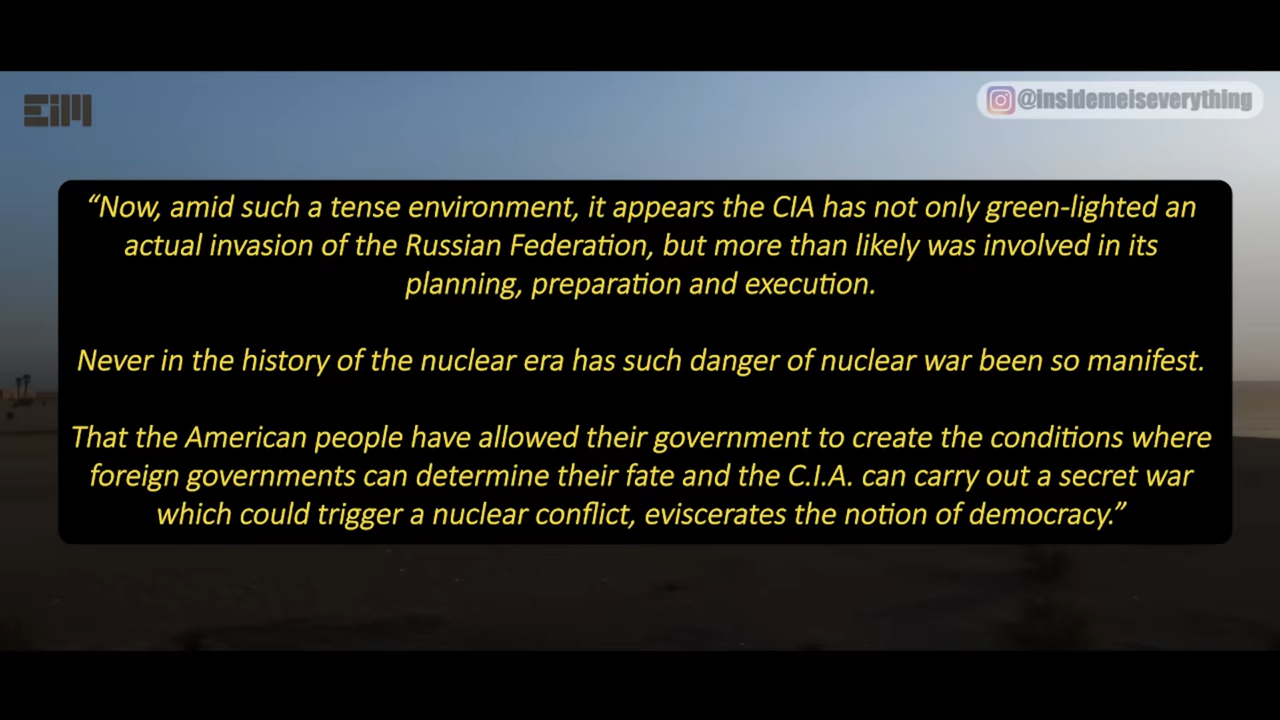 EiM
@insidemeiseverything
“Now, amid such a tense environment, it appears the CIA has not only green-lighted an
actual invasion of the Russian Federation, but more than likely was involved in its
planning, preparation and execution.
Never in the history of the nuclear era has such danger of nuclear war been so manifest.
That the American people have allowed their government to create the conditions where
foreign governments can determine their fate and the C.I.A. can carry out a secret war
which could trigger a nuclear conflict, eviscerates the notion of democracy.”